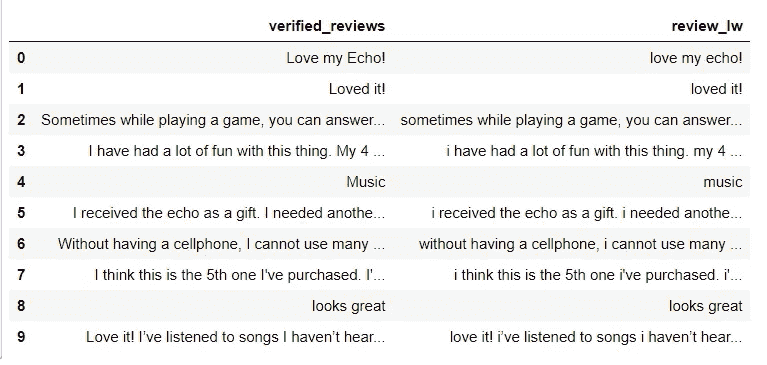 verified_reviews review_lw
0 Love my Echo! love my echo!
1 Loved it! loved it!
2 Sometimes while playing a game, you can answer... sometimes while playing a game, you can answer...
3 I have had a lot of fun with this thing. My 4 ... i have had a lot of fun with this thing. my 4 ...
4 Music music
5 I received the echo as a gift. I needed anothe... i received the echo as a gift. i needed anothe...
6 Without having a cellphone, I cannot use many ... without having a cellphone, i cannot use many ...
7 I think this is the 5th one I've purchased. I'... i think this is the 5th one i've purchased. i'...
8 looks great looks great
9 Love it! I’ve listened to songs I haven’t hear... love it! i’ve listened to songs i haven’t hear...